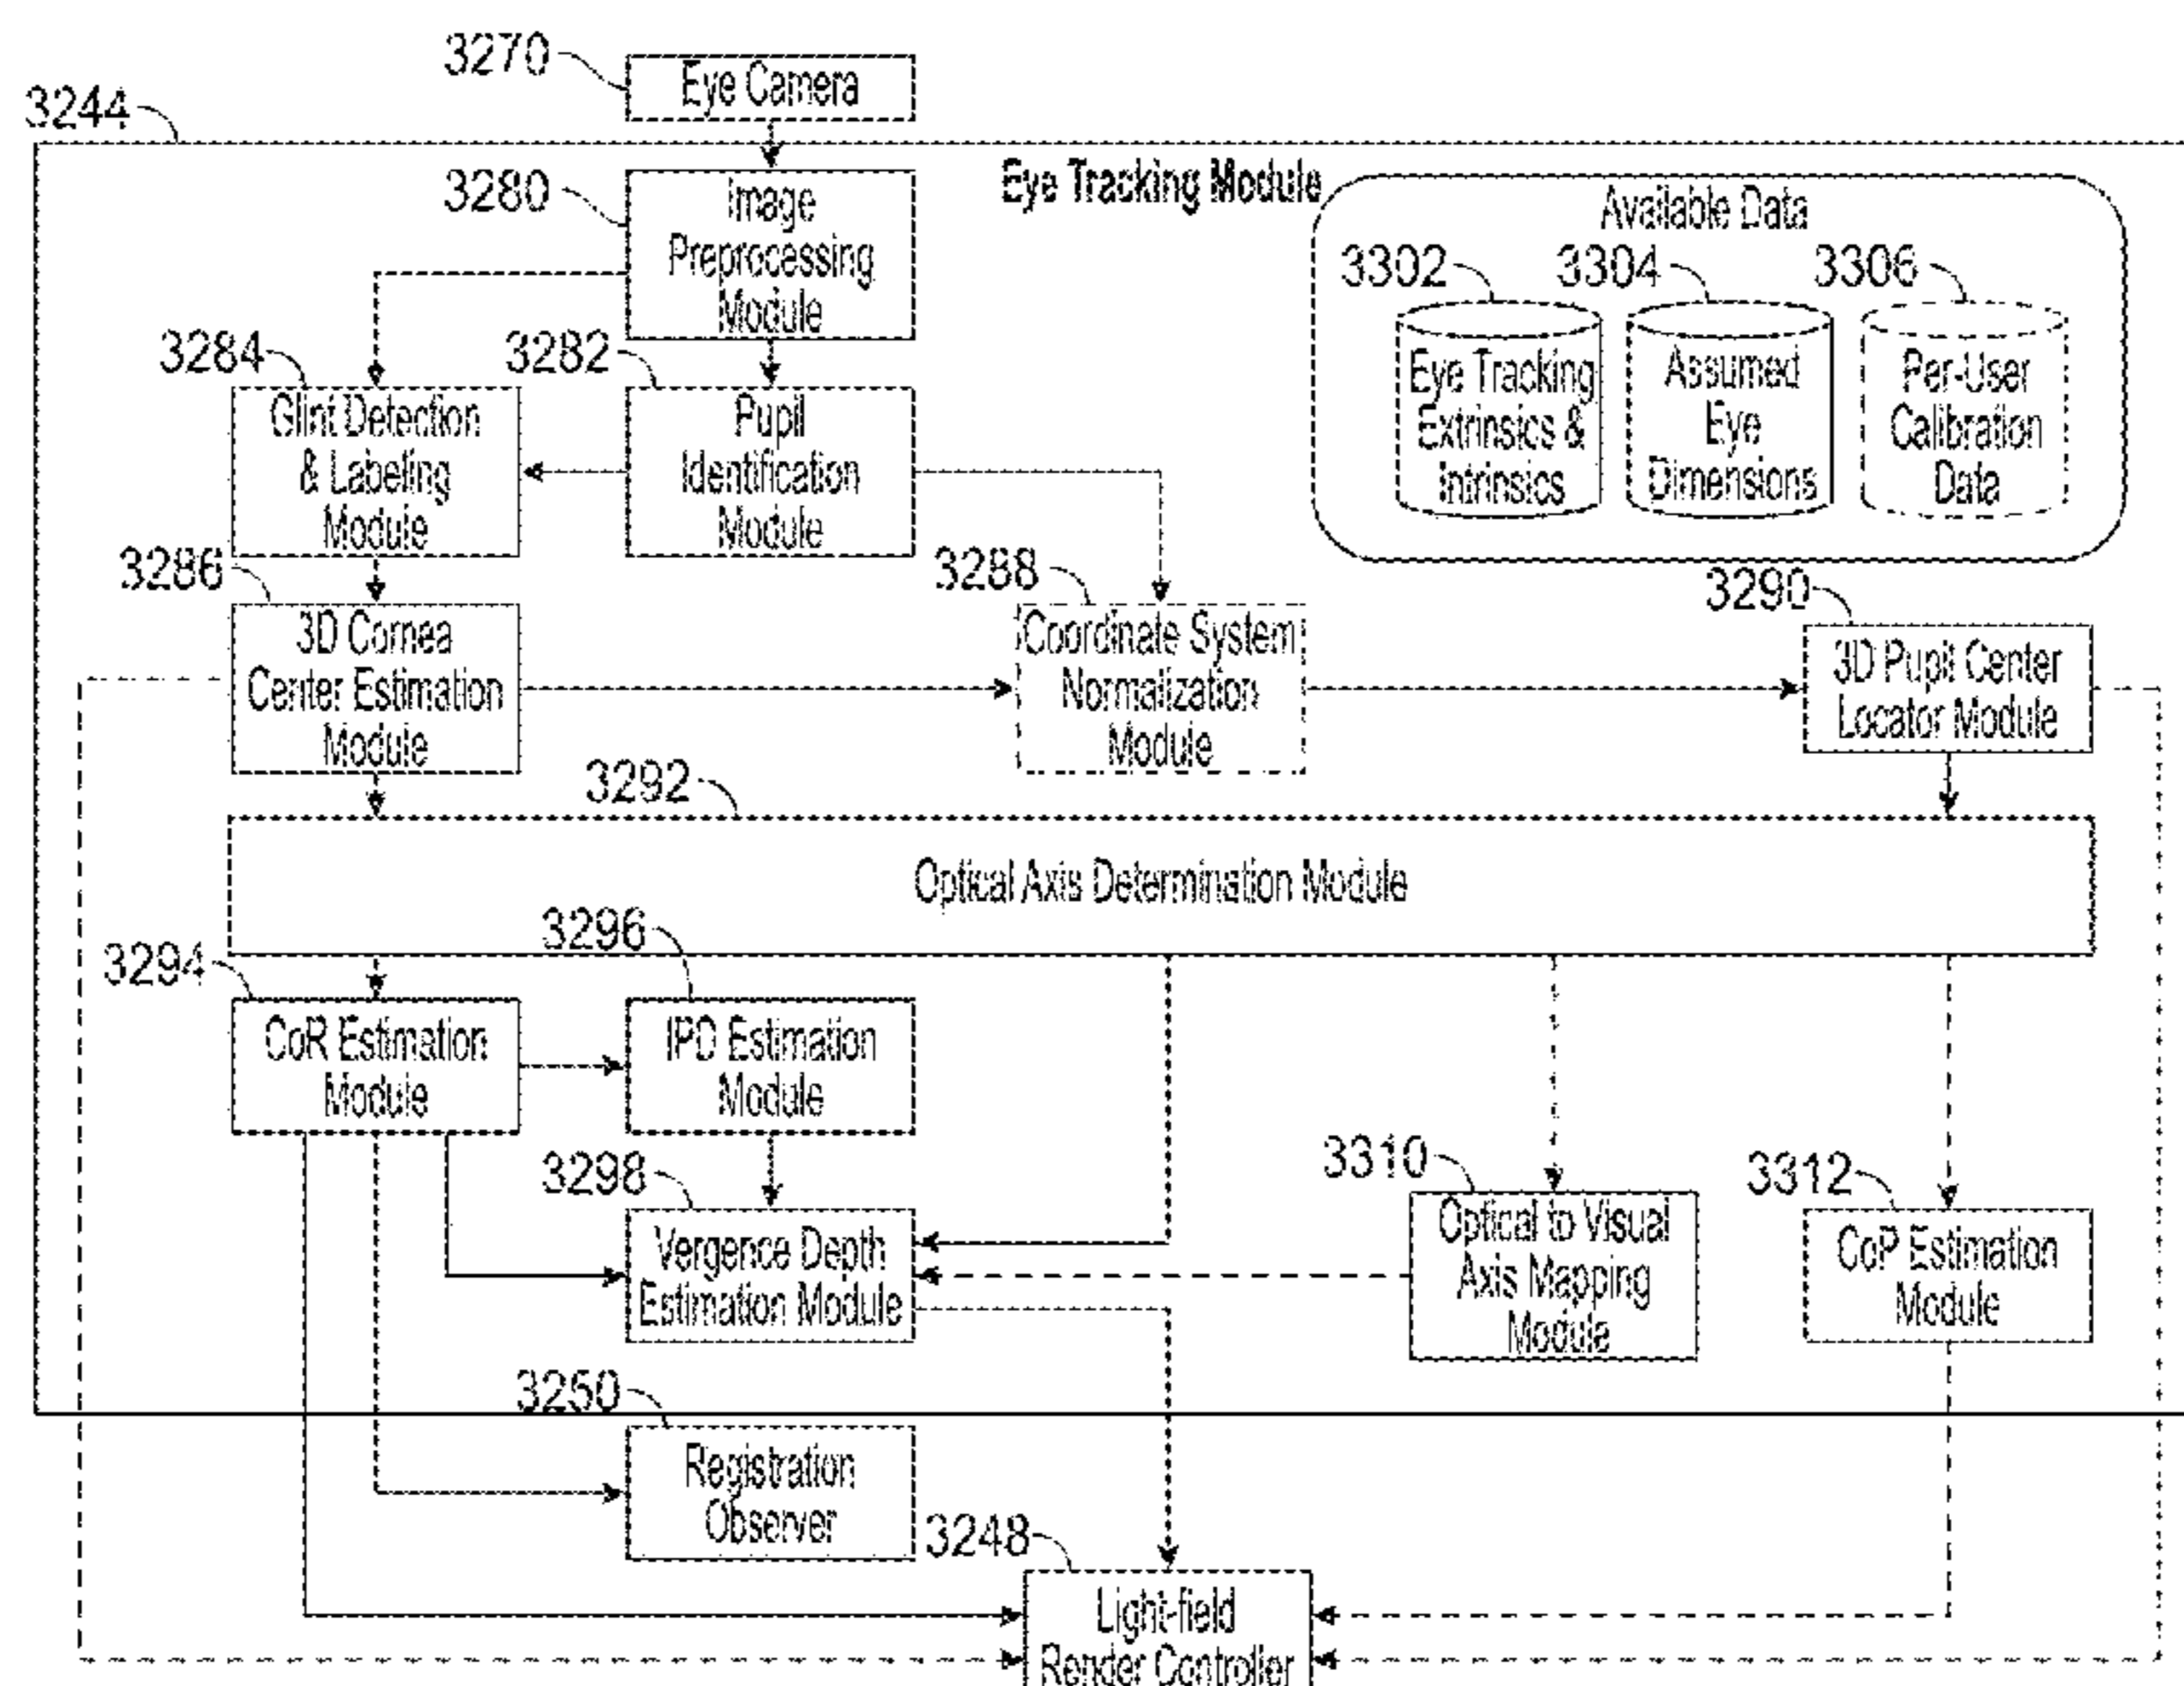 3270
Eye Camera
3244
Eye Tracking Module
3280
Image
Preprocessing
Module
Available Data
3302
3304
3306
Eye Tracking
Extrinsics &
Intrinsics
Assumed
Eye
Dimensions
Per-User
Calibration
Data
3284
Glint Detection
& Labeling
Module
3282
Pupil
Identification
Module
3286
3D Cornea
Center Estimation
Module
3288
Coordinate System
Normalization
Module
3290
3D Pupil Center
Locator Module
3292
Optical Axis Determination Module
3294
CoR Estimation
Module
3296
IPD Estimation
Module
3298
Vergence Depth
Estimation Module
3310
Optical to Visual
Axis Mapping
Module
3312
CoP Estimation
Module
3250
Registration
Observer
3248
Light-field
Render Controller